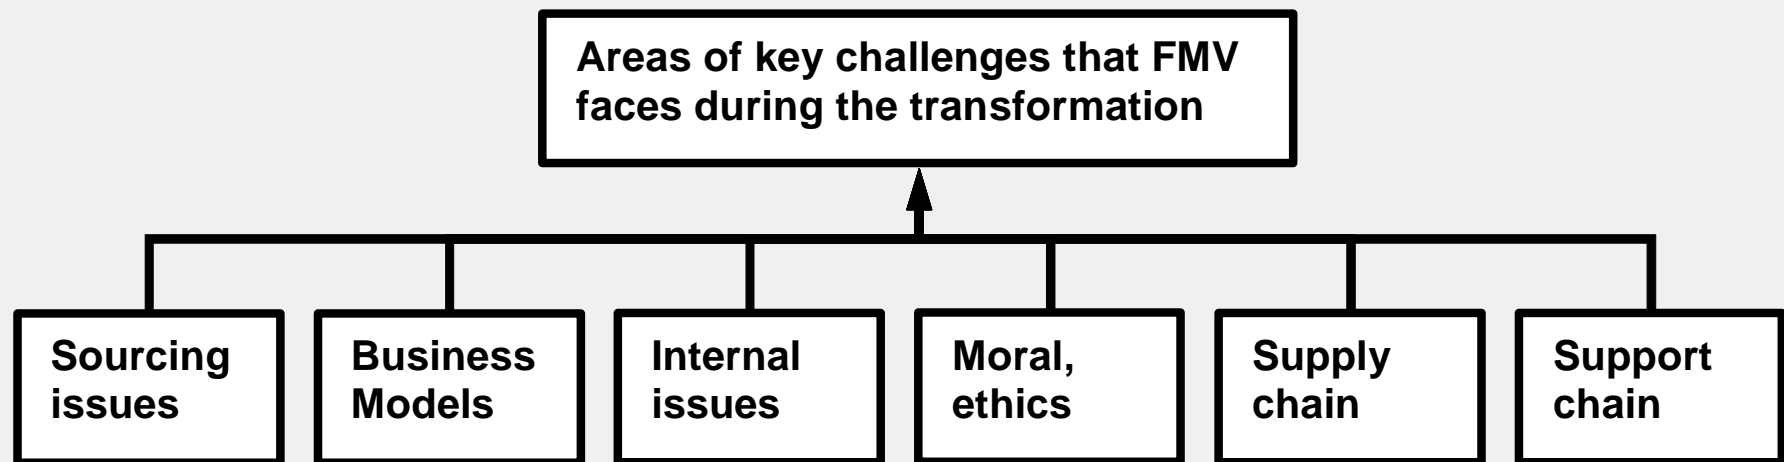 Areas of key challenges that FMV
faces during the transformation
Sourcing
issues
Business
Models
Internal
issues
Moral,
ethics
Supply
chain
Support
chain